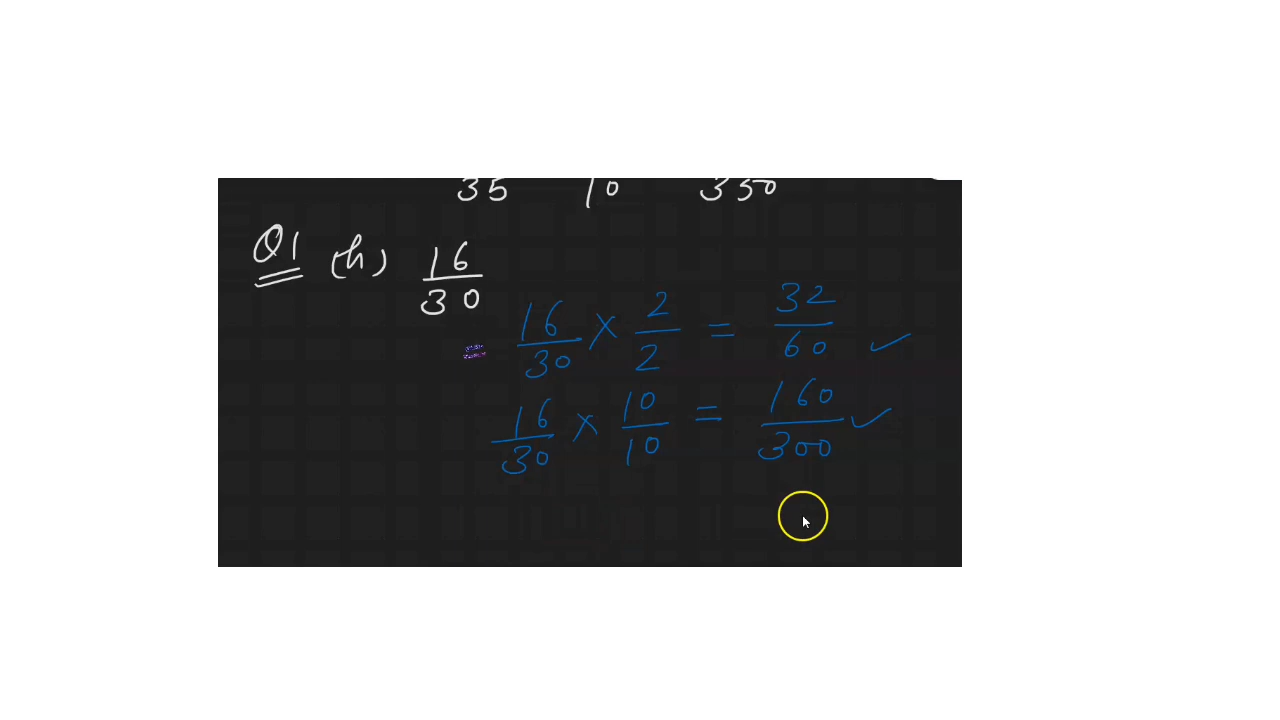 35 10 350
Q1 (h) 16/30
= 16/30 × 2/2 = 32/60 ✓
16/30 × 10/10 = 160/300 ✓